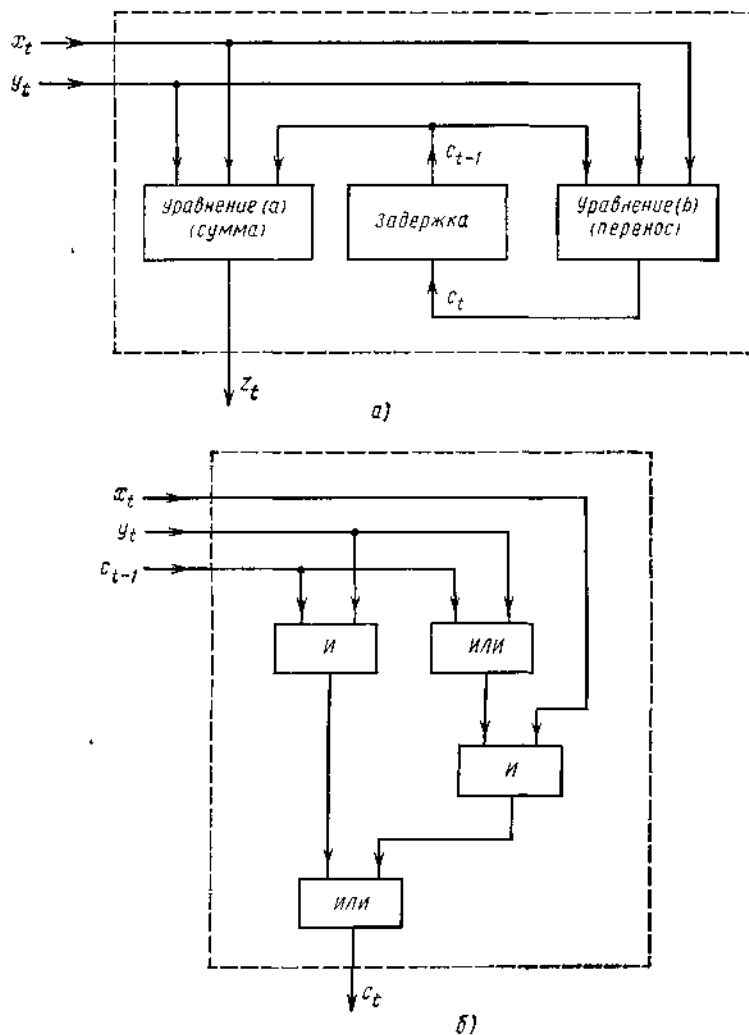 x_t
y_t
c_{t-1}
Уравнение (a)
(сумма)
Задержка
Уравнение (b)
(перенос)
c_t
z_t
а)
x_t
y_t
c_{t-1}
И
ИЛИ
И
ИЛИ
c_t
б)